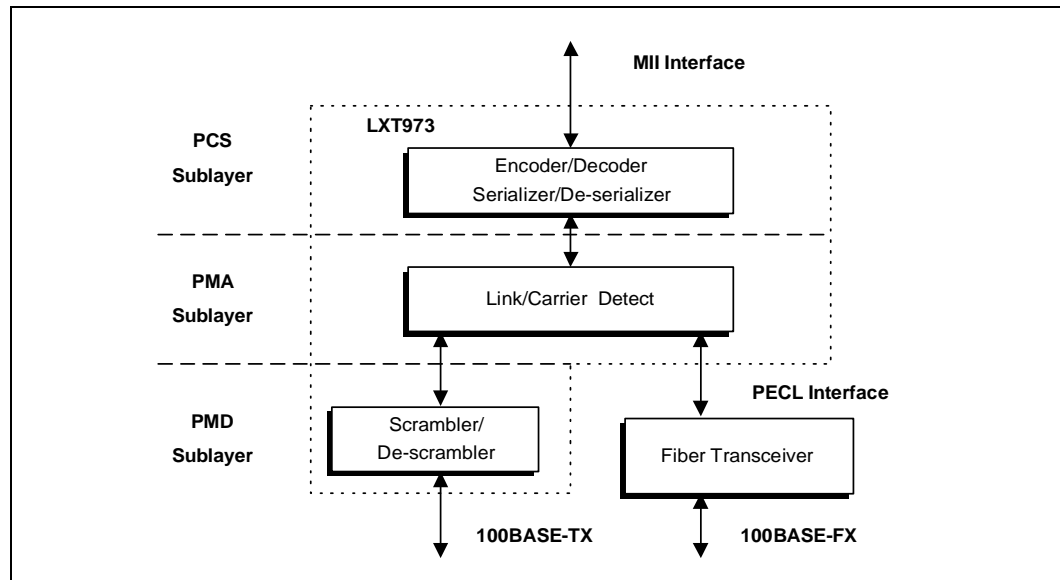 MII Interface
LXT973
PCS
Sublayer
Encoder/Decoder
Serializer/De-serializer
PMA
Sublayer
Link/Carrier Detect
PECL Interface
PMD
Sublayer
Scrambler/
De-scrambler
Fiber Transceiver
100BASE-TX
100BASE-FX